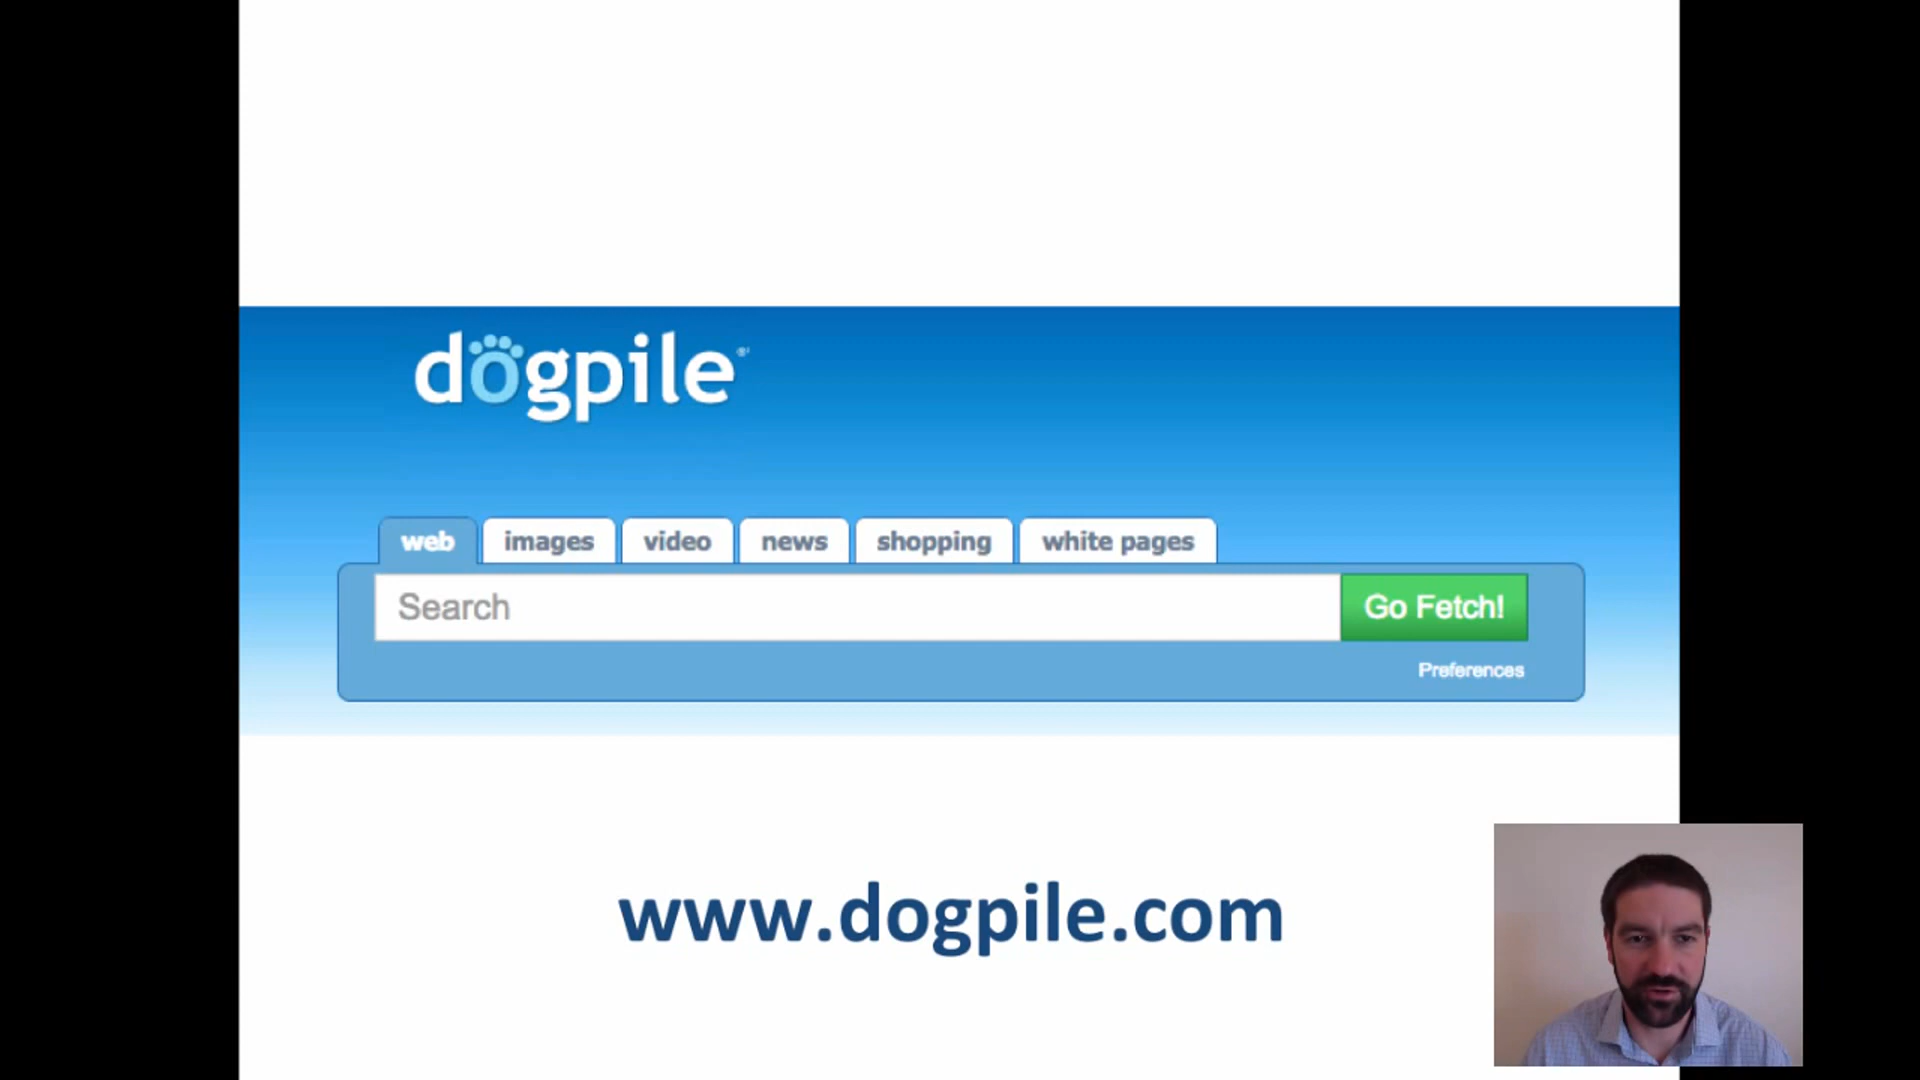 dogpile®
web images video news shopping white pages
Search Go Fetch!
Preferences
www.dogpile.com